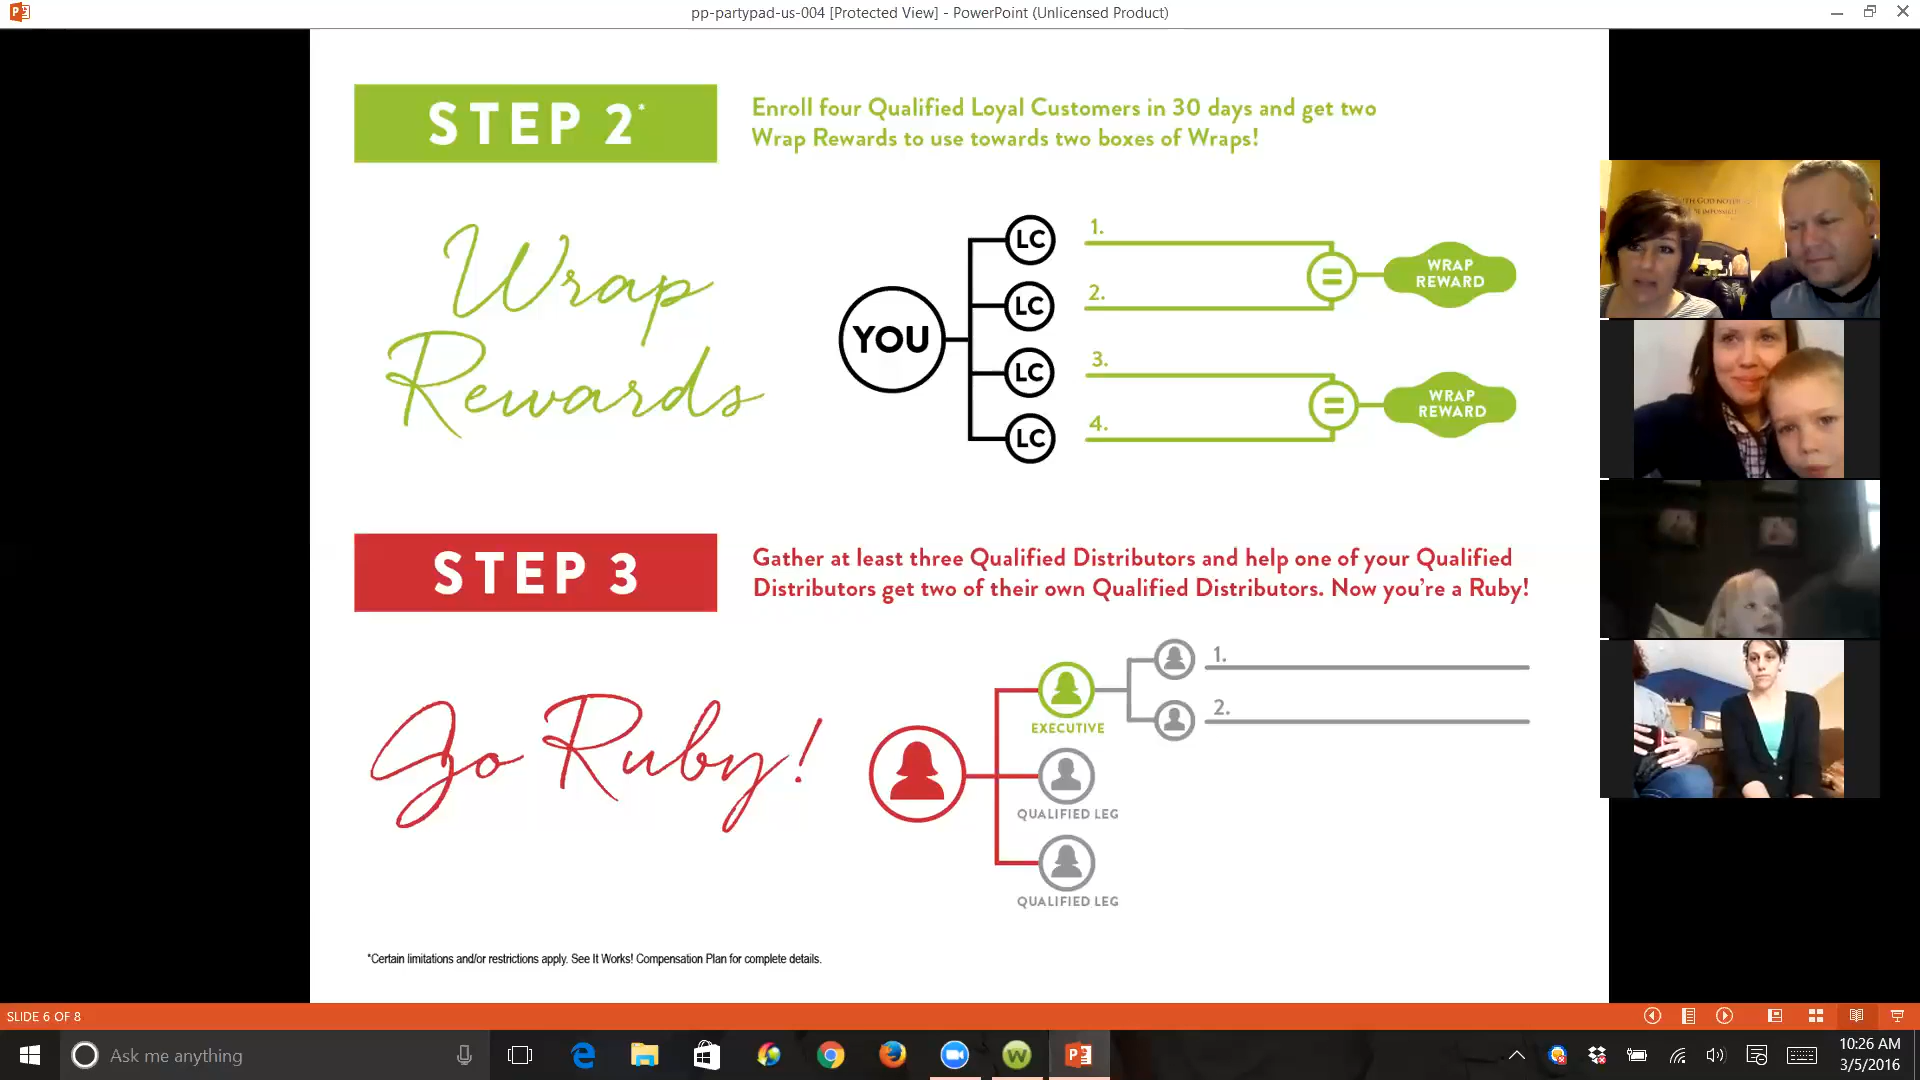 pp-partypad-us-004 [Protected View] - PowerPoint (Unlicensed Product)
STEP 2*
Enroll four Qualified Loyal Customers in 30 days and get two
Wrap Rewards to use towards two boxes of Wraps!
Wrap
Rewards
YOU
LC
LC
LC
LC
1.
2.
3.
4.
=
=
WRAP
REWARD
WRAP
REWARD
STEP 3
Gather at least three Qualified Distributors and help one of your Qualified
Distributors get two of their own Qualified Distributors. Now you're a Ruby!
Go Ruby!
EXECUTIVE
1.
2.
QUALIFIED LEG
QUALIFIED LEG
*Certain limitations and/or restrictions apply. See It Works! Compensation Plan for complete details.
SLIDE 6 OF 8
Ask me anything
10:26 AM
3/5/2016